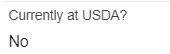 Currently at USDA?
No